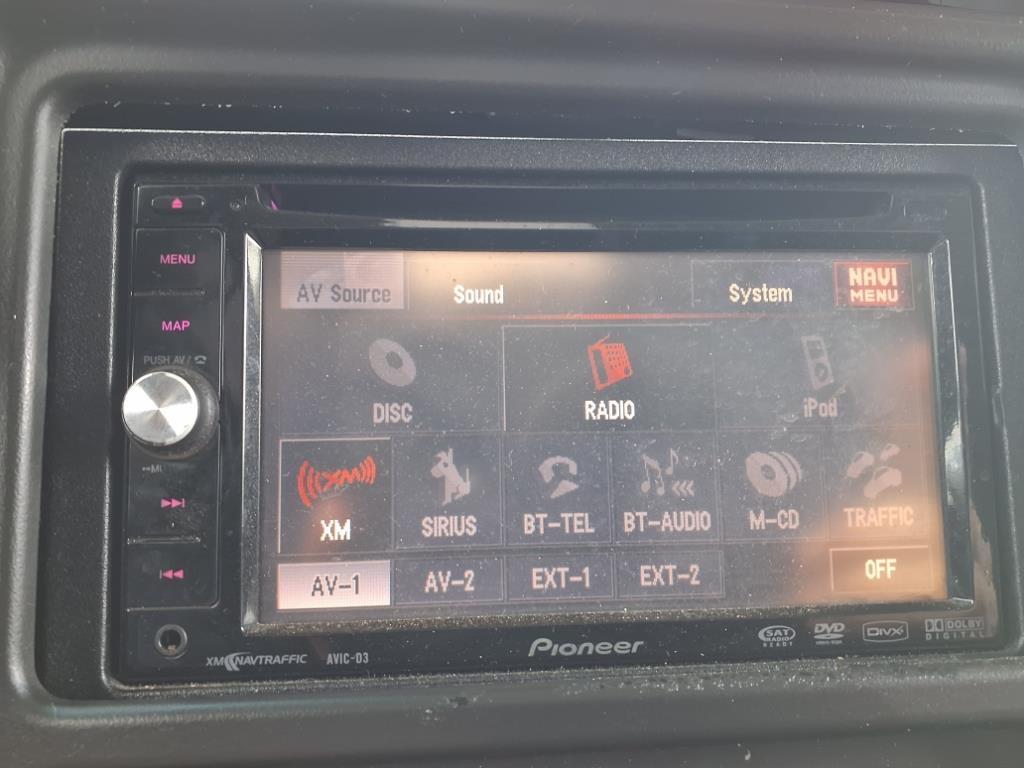 MENU
AV Source
Sound
System
NAVI
MENU
MAP
PUSH AV /
DISC
RADIO
iPod
XM
XM
SIRIUS
BT-TEL
BT-AUDIO
M-CD
TRAFFIC
AV-1
AV-2
EXT-1
EXT-2
OFF
Pioneer
XM NAVTRAFFIC
AVIC-D3
SAT
RADIO
READY
DVD
DivX
DOLBY
DIGITAL